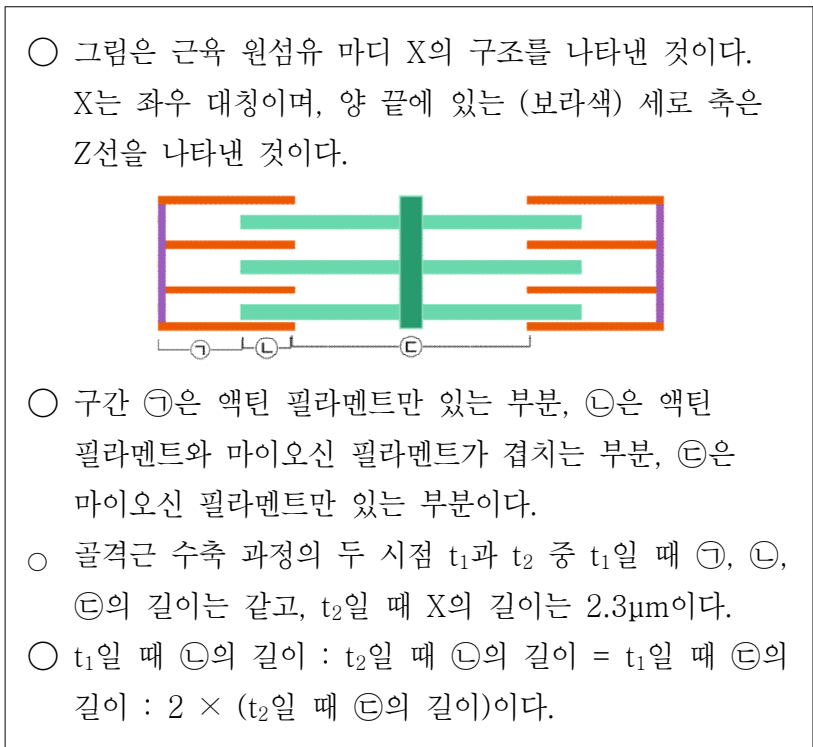 ○ 그림은 근육 원섬유 마디 X의 구조를 나타낸 것이다.
X는 좌우 대칭이며, 양 끝에 있는 (보라색) 세로 축은
Z선을 나타낸 것이다.
㉠ ㉡ ㉢
○ 구간 ㉠은 액틴 필라멘트만 있는 부분, ㉡은 액틴
필라멘트와 마이오신 필라멘트가 겹치는 부분, ㉢은
마이오신 필라멘트만 있는 부분이다.
○ 골격근 수축 과정의 두 시점 t₁과 t₂ 중 t₁일 때 ㉠, ㉡,
㉢의 길이는 같고, t₂일 때 X의 길이는 2.3μm이다.
○ t₁일 때 ㉡의 길이 : t₂일 때 ㉡의 길이 = t₁일 때 ㉢의
길이 : 2 × (t₂일 때 ㉢의 길이)이다.